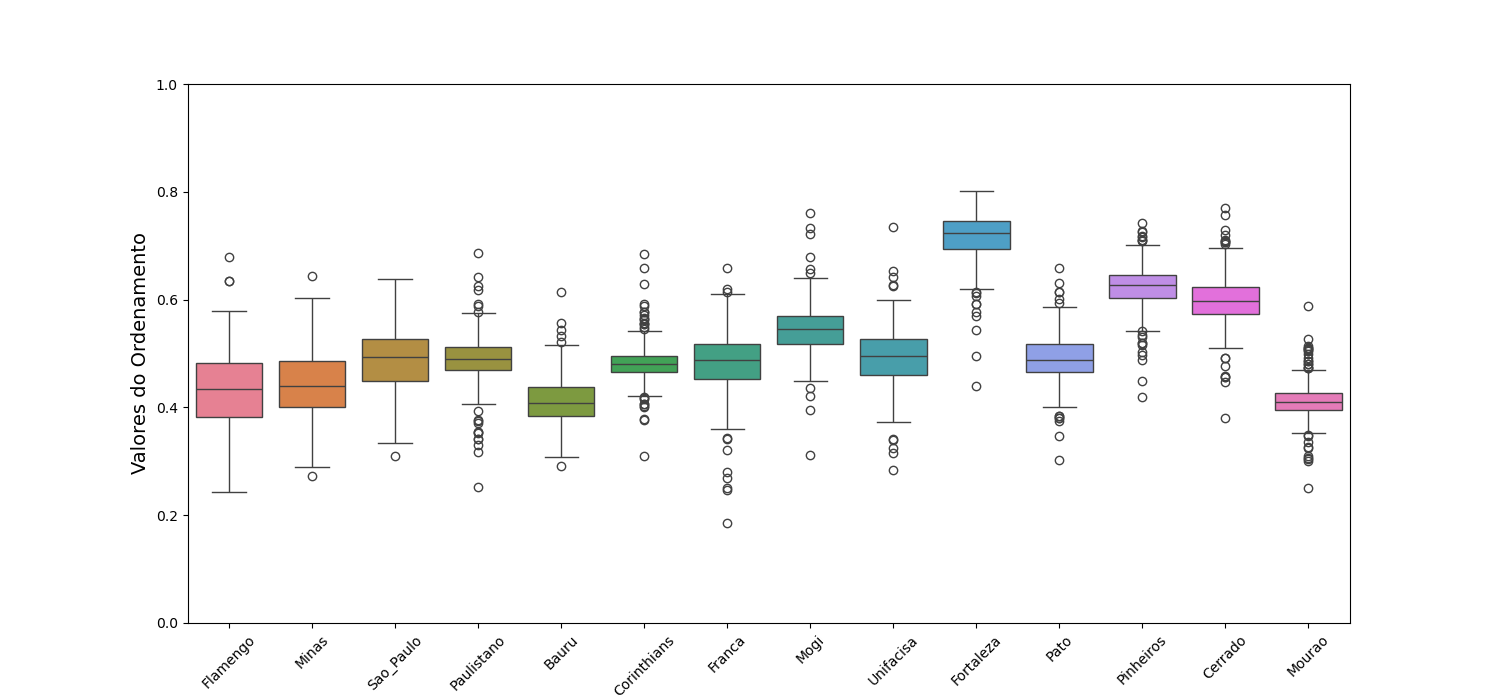 Valores do Ordenamento
1.0
0.8
0.6
0.4
0.2
0.0
Flamengo
Minas
Sao_Paulo
Paulistano
Bauru
Corinthians
Franca
Mogi
Unifacisa
Fortaleza
Pato
Pinheiros
Cerrado
Mourao